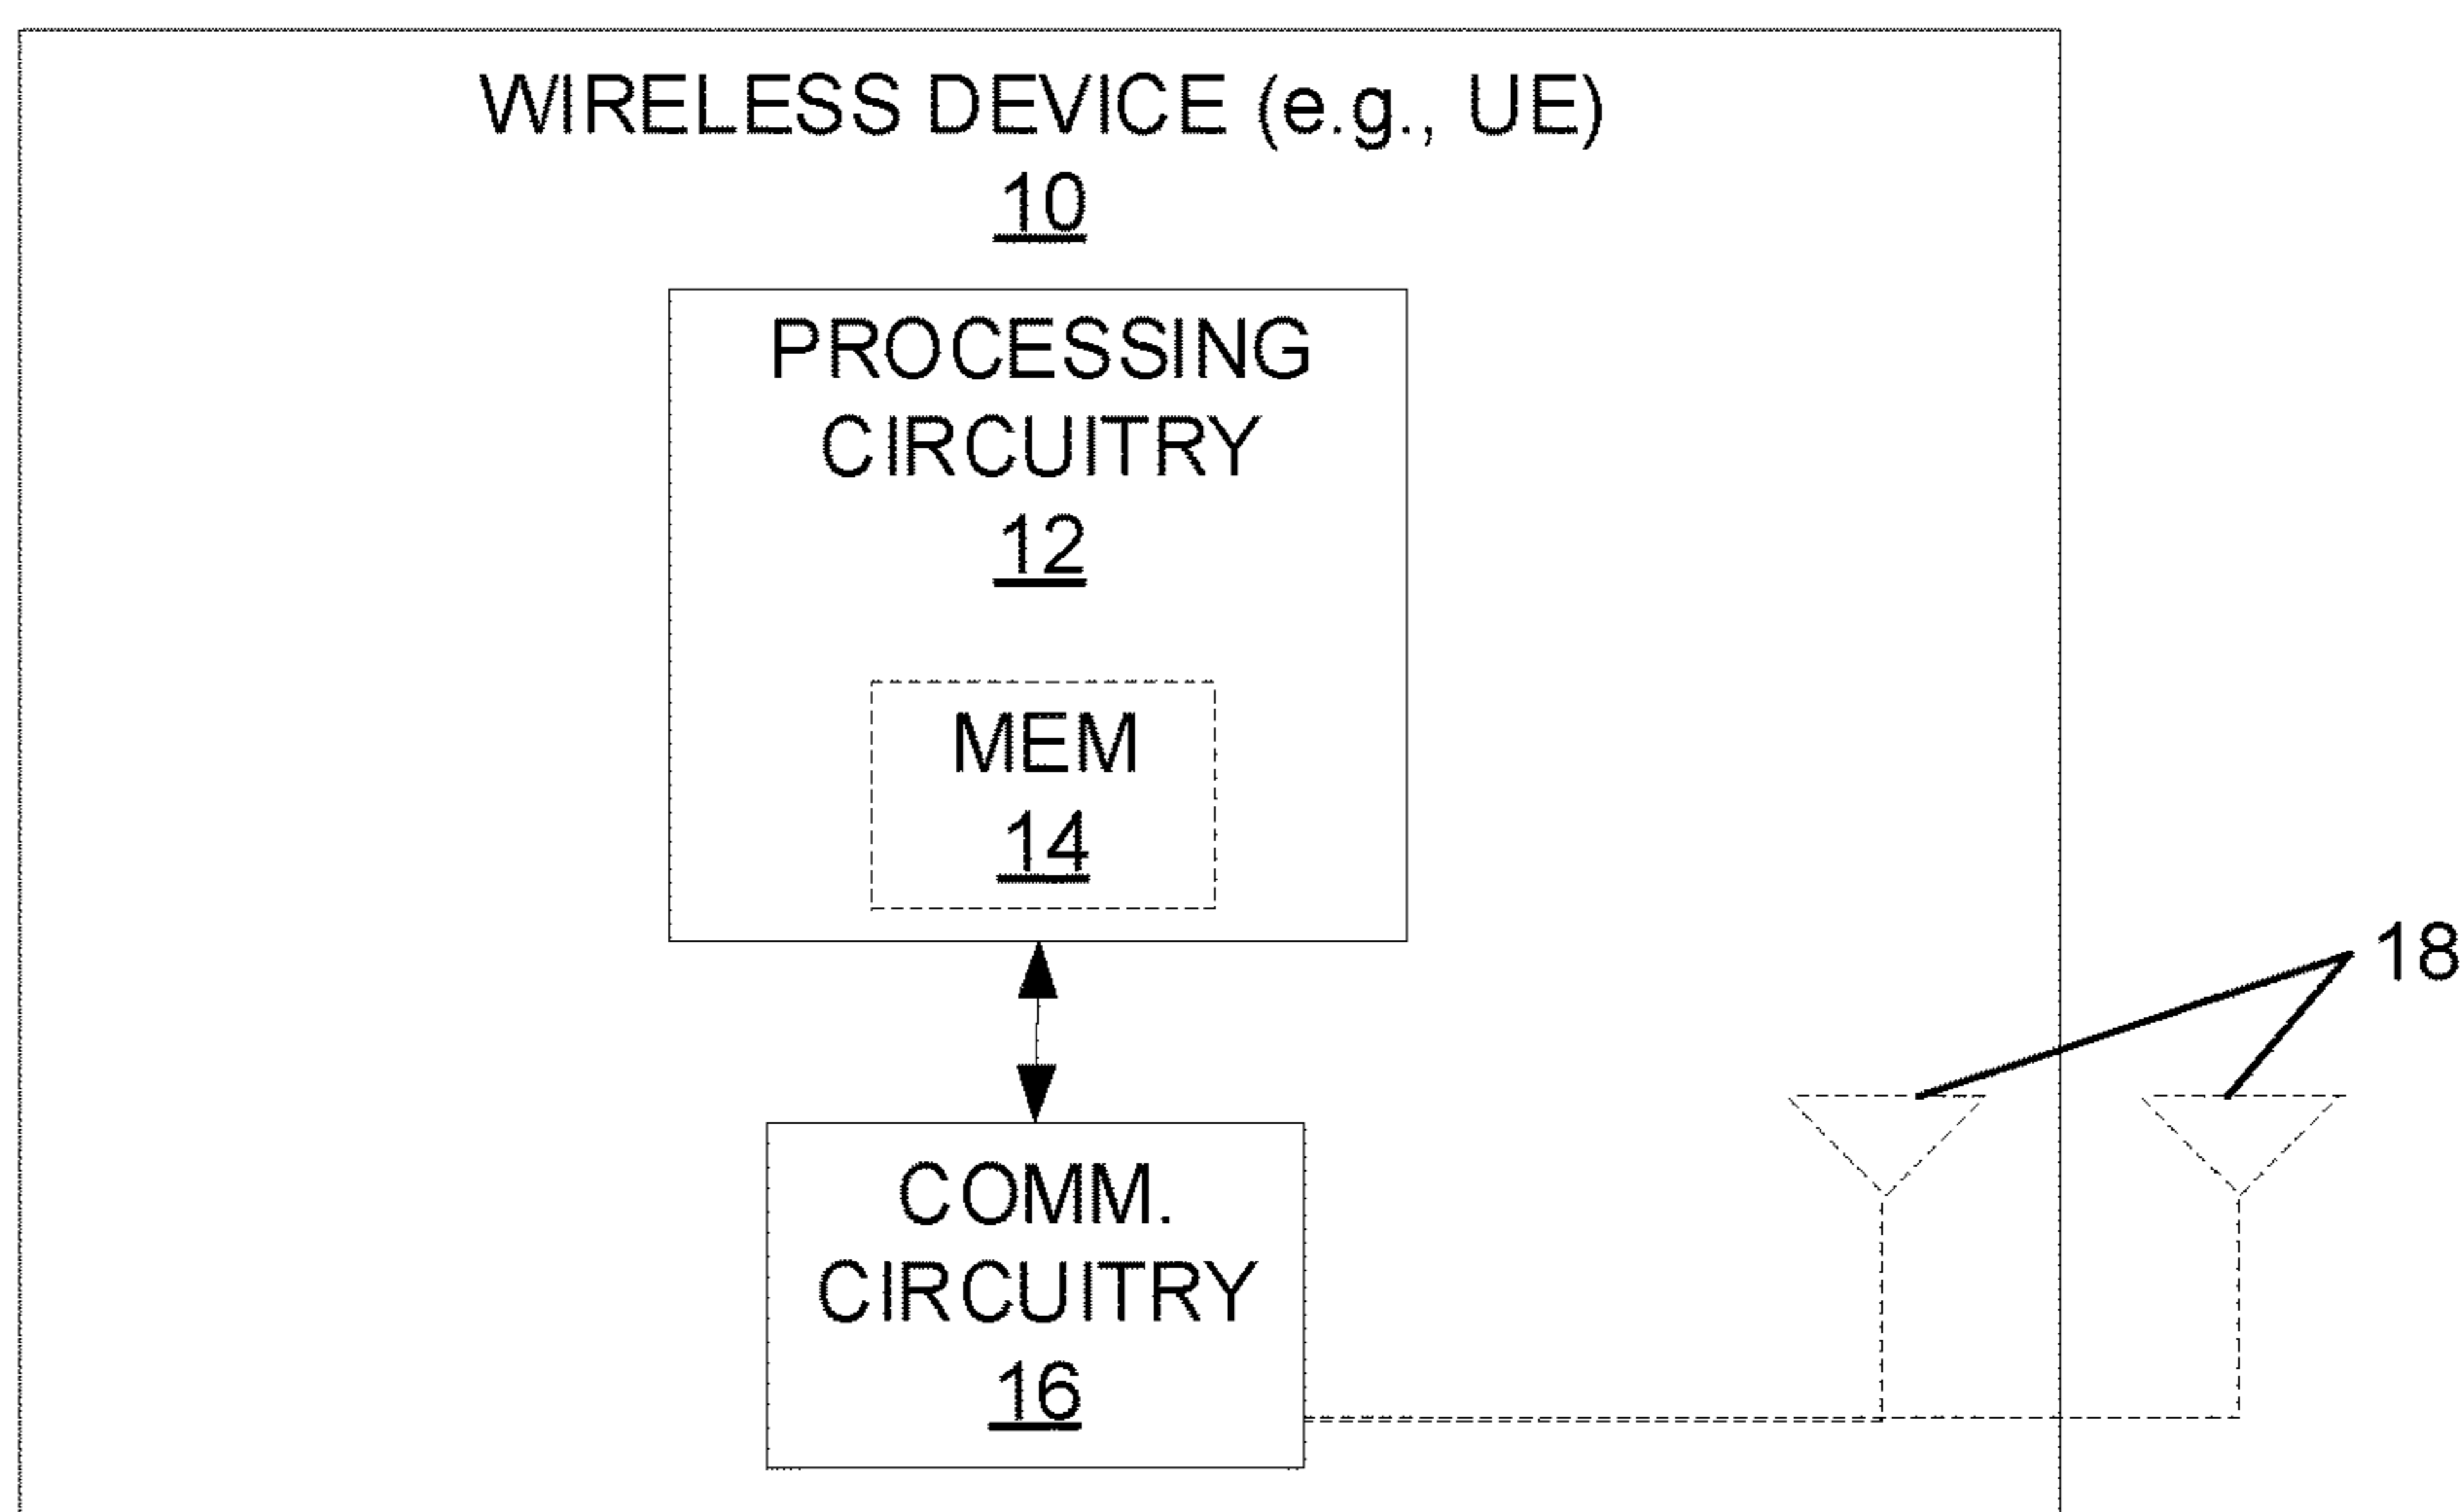 WIRELESS DEVICE (e.g., UE)
10
PROCESSING
CIRCUITRY
12
MEM
14
18
COMM.
CIRCUITRY
16